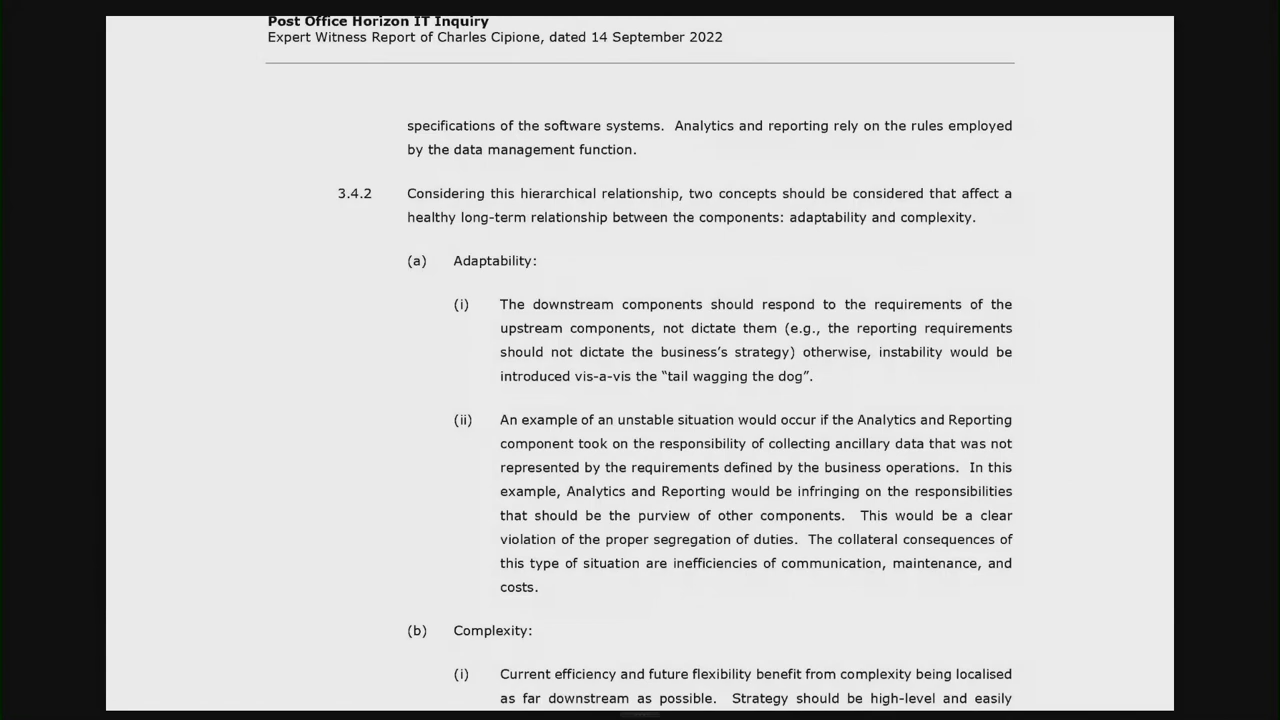 Post Office Horizon IT Inquiry
Expert Witness Report of Charles Cipione, dated 14 September 2022
specifications of the software systems. Analytics and reporting rely on the rules employed
by the data management function.
3.4.2 Considering this hierarchical relationship, two concepts should be considered that affect a
healthy long-term relationship between the components: adaptability and complexity.
(a) Adaptability:
(i) The downstream components should respond to the requirements of the
upstream components, not dictate them (e.g., the reporting requirements
should not dictate the business’s strategy) otherwise, instability would be
introduced vis-a-vis the “tail wagging the dog”.
(ii) An example of an unstable situation would occur if the Analytics and Reporting
component took on the responsibility of collecting ancillary data that was not
represented by the requirements defined by the business operations. In this
example, Analytics and Reporting would be infringing on the responsibilities
that should be the purview of other components. This would be a clear
violation of the proper segregation of duties. The collateral consequences of
this type of situation are inefficiencies of communication, maintenance, and
costs.
(b) Complexity:
(i) Current efficiency and future flexibility benefit from complexity being localised
as far downstream as possible. Strategy should be high-level and easily